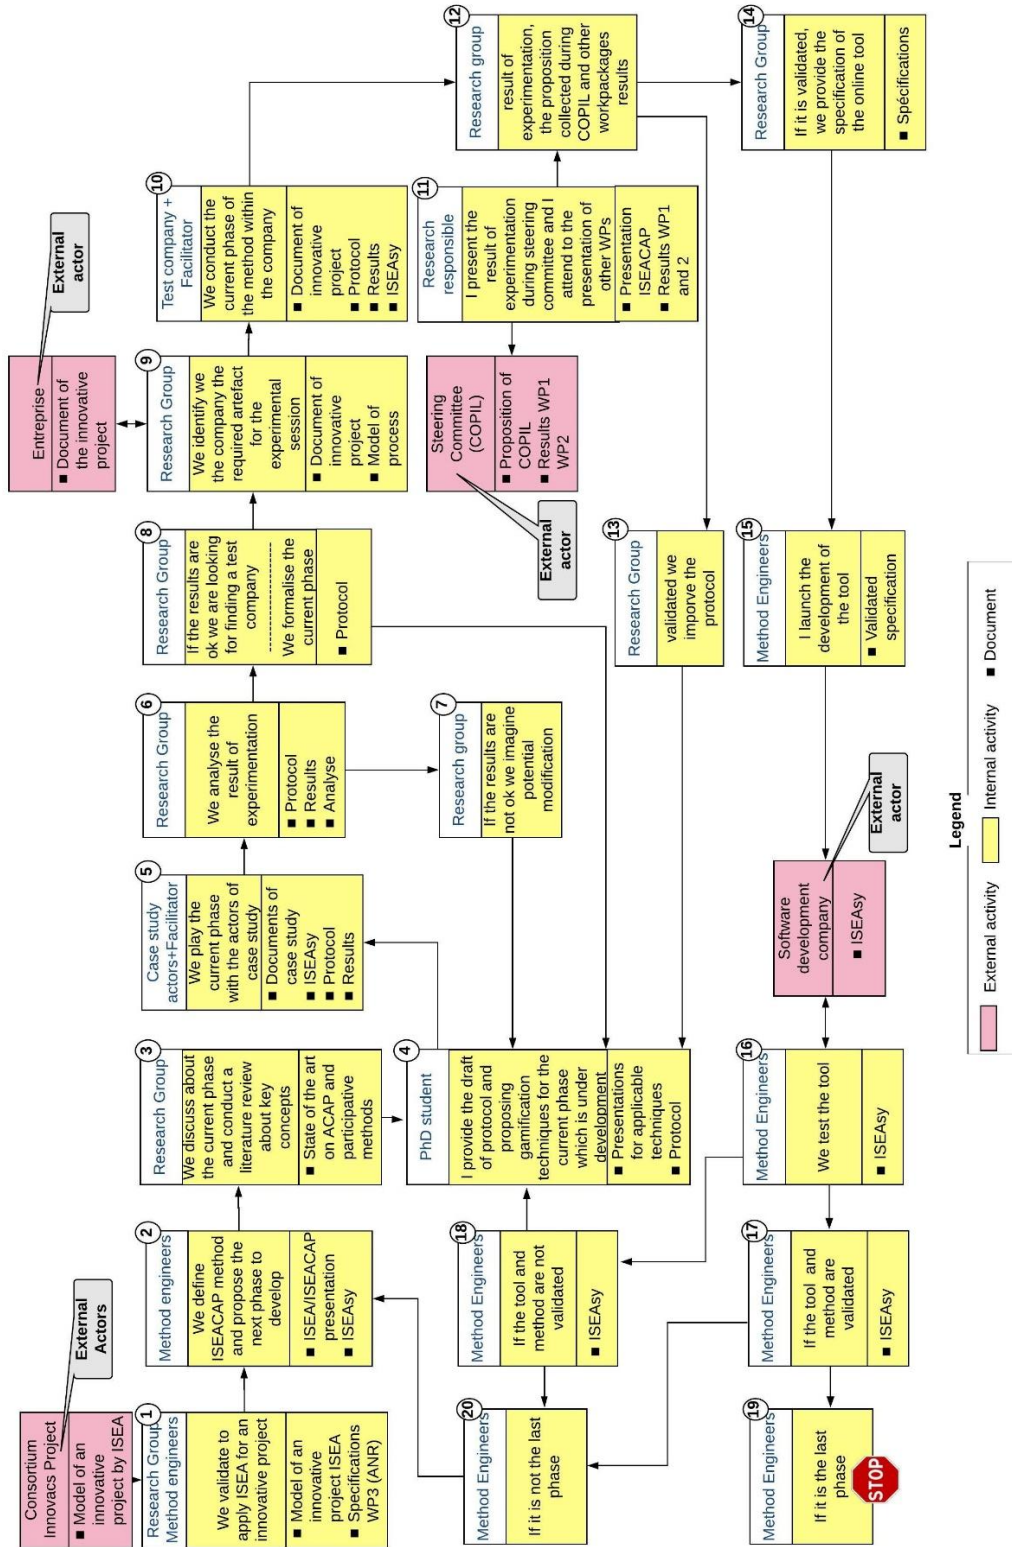 Consortium
Innovacs Project
■ Model of an
innovative
project by ISEA
External
Actors
1
Research Group
Method engineers
We validate to
apply ISEA for an
innovative project
■ Model of an
innovative
project ISEA
■ Specifications
WP3 (ANR)
2
Method engineers
We define
ISEACAP method
and propose the
next phase to
develop
■ ISEA/ISEACAP
presentation
■ ISEAsy
3
Research Group
We discuss about
the current phase
and conduct a
literature review
about key
concepts
■ State of the art
on ACAP and
participative
methods
4
PhD student
I provide the draft
of protocol and
proposing
gamification
techniques for the
current phase
which is under
development
■ Presentations
for applicable
techniques
■ Protocol
5
Case study
actors+Facilitator
We play the
current phase
with the actors of
case study
■ Documents of
case study
■ ISEAsy
■ Protocol
■ Results
6
Research Group
We analyse the
result of
experimentation
■ Protocol
■ Results
■ Analyse
7
Research group
If the results are
not ok we imagine
potential
modification
8
Research Group
If the results are
ok we are looking
for finding a test
company
We formalise the
current phase
■ Protocol
Entreprise
■ Document of
the innovative
project
External
actor
9
Research Group
We identify we
the company the
required artefact
for the
experimental
session
■ Document of
innovative
project
■ Model of
process
10
Test company +
Facilitator
We conduct the
current phase of
the method within
the company
■ Document of
innovative
project
■ Protocol
■ Results
■ ISEAsy
11
Research
responsible
I present the
result of
experimentation
during steering
committee and I
attend to the
presentation of
other WPs
■ Presentation
ISEACAP
■ Results WP1
and 2
Steering
Committee
(COPIL)
■ Proposition of
COPIL
■ Results WP1
WP2
External
actor
12
Research group
result of
experimentation,
the proposition
collected during
COPIL and other
workpackages
results
13
Research Group
validated we
imporve the
protocol
14
Research Group
If it is validated,
we provide the
specification of
the online tool
■ Spécifications
15
Method Engineers
I launch the
development of
the tool
■ Validated
specification
Software
development
company
■ ISEAsy
External
actor
16
Method Engineers
We test the tool
■ ISEAsy
17
Method Engineers
If the tool and
method are
validated
■ ISEAsy
18
Method Engineers
If the tool and
method are not
validated
■ ISEAsy
19
Method Engineers
If it is the last
phase
STOP
20
Method Engineers
If it is not the last
phase
Legend
External activity
Internal activity
■ Document